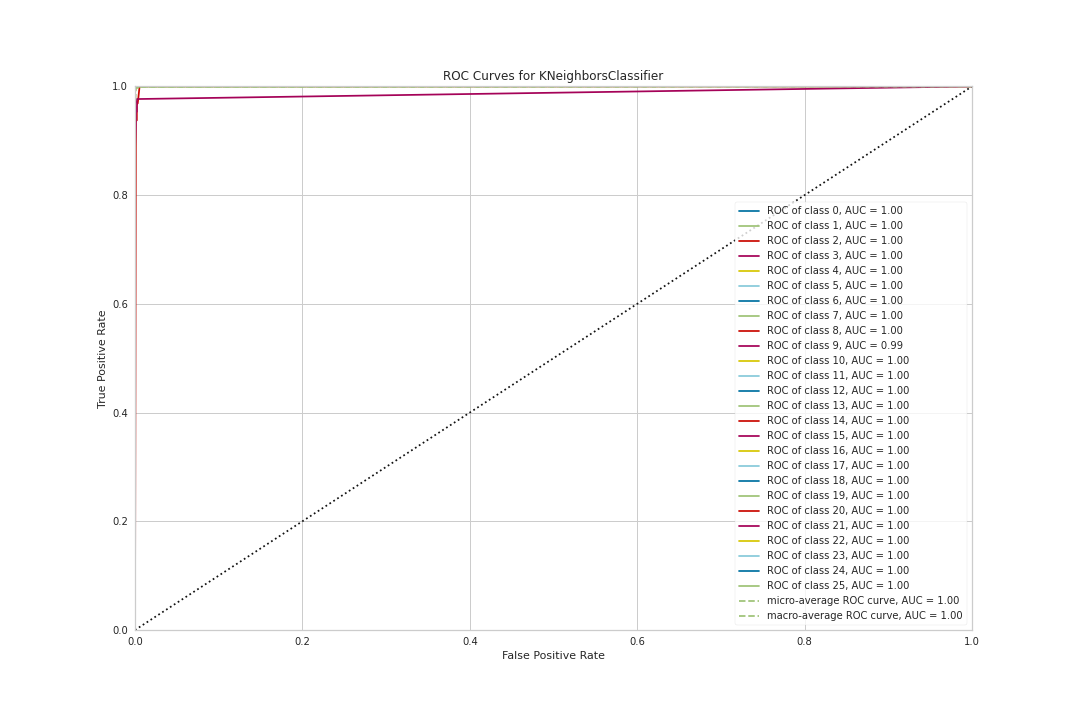 ROC Curves for KNeighborsClassifier
1.0
0.8
0.6
0.4
0.2
0.0
True Positive Rate
0.0
0.2
0.4
0.6
0.8
1.0
False Positive Rate
ROC of class 0, AUC = 1.00
ROC of class 1, AUC = 1.00
ROC of class 2, AUC = 1.00
ROC of class 3, AUC = 1.00
ROC of class 4, AUC = 1.00
ROC of class 5, AUC = 1.00
ROC of class 6, AUC = 1.00
ROC of class 7, AUC = 1.00
ROC of class 8, AUC = 1.00
ROC of class 9, AUC = 0.99
ROC of class 10, AUC = 1.00
ROC of class 11, AUC = 1.00
ROC of class 12, AUC = 1.00
ROC of class 13, AUC = 1.00
ROC of class 14, AUC = 1.00
ROC of class 15, AUC = 1.00
ROC of class 16, AUC = 1.00
ROC of class 17, AUC = 1.00
ROC of class 18, AUC = 1.00
ROC of class 19, AUC = 1.00
ROC of class 20, AUC = 1.00
ROC of class 21, AUC = 1.00
ROC of class 22, AUC = 1.00
ROC of class 23, AUC = 1.00
ROC of class 24, AUC = 1.00
ROC of class 25, AUC = 1.00
micro-average ROC curve, AUC = 1.00
macro-average ROC curve, AUC = 1.00